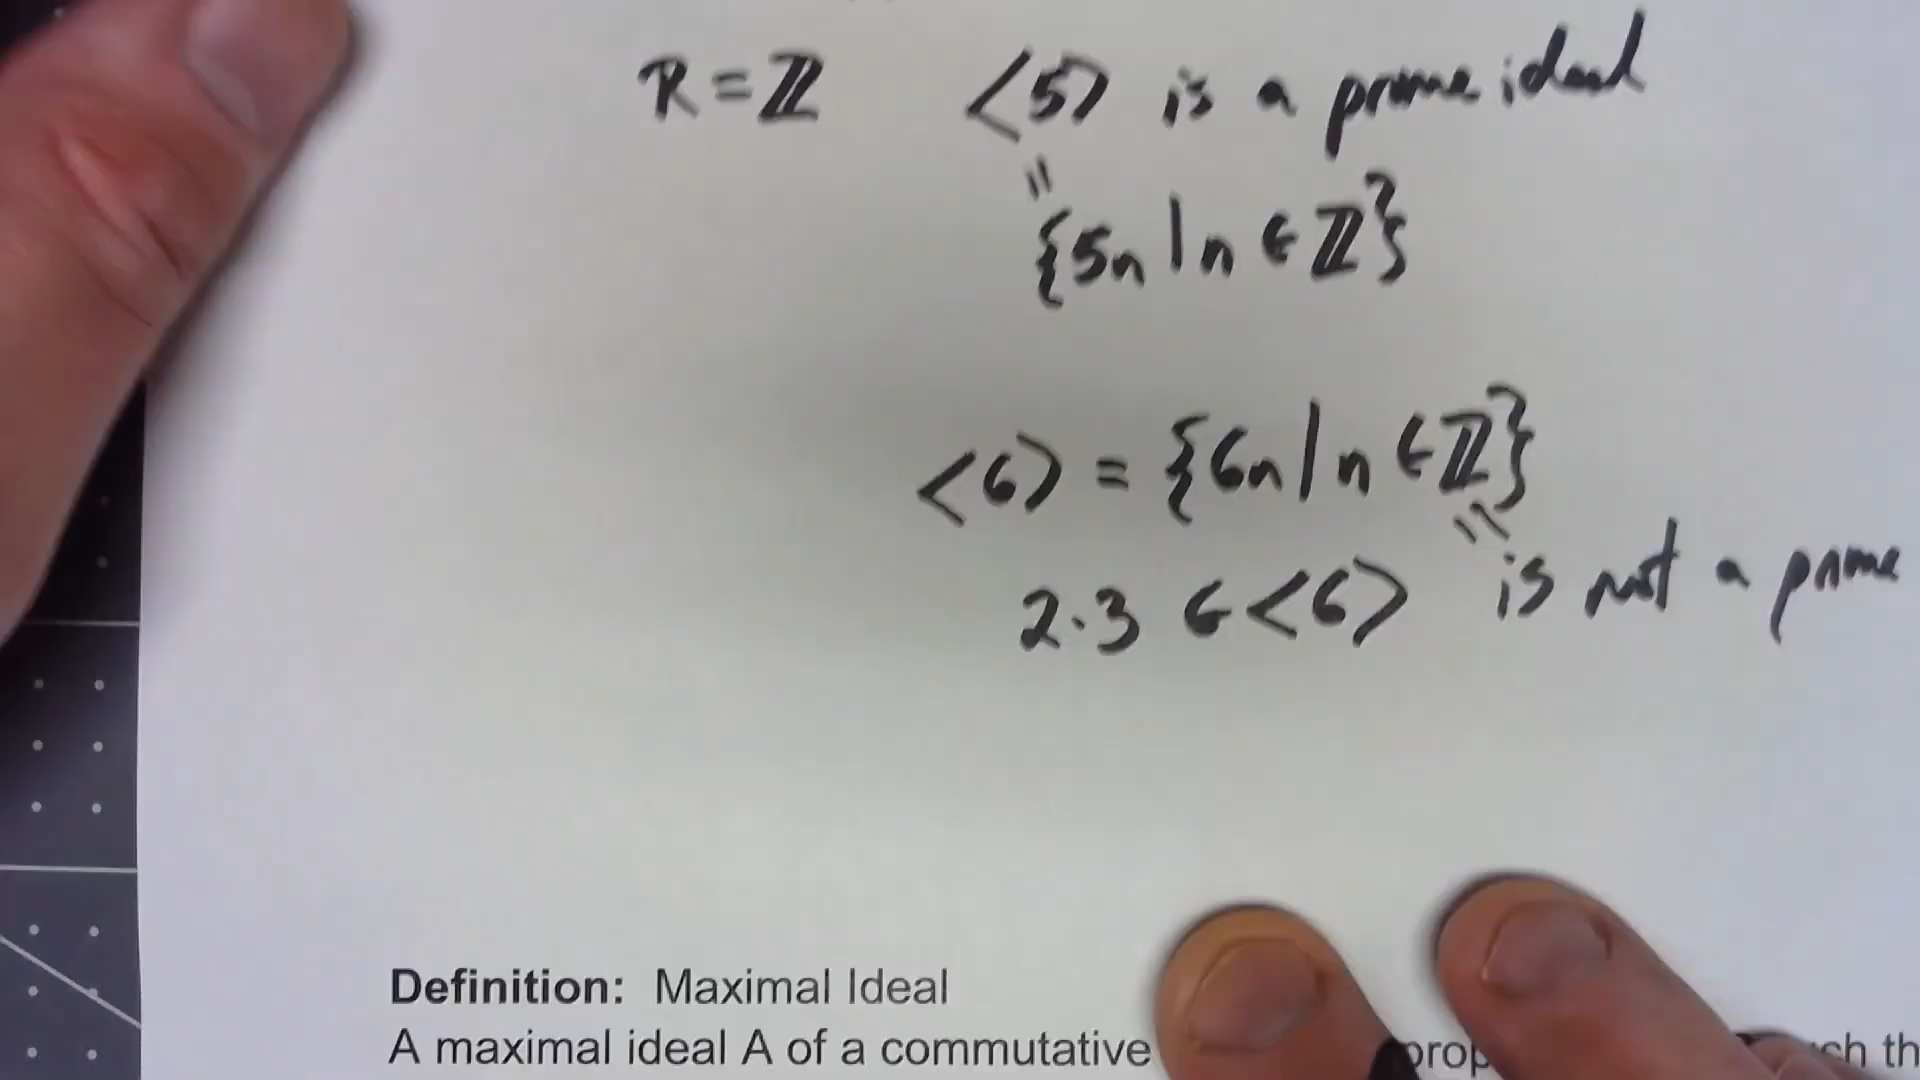 R = ℤ <5> is a prime ideal
"
{5n | n ∈ ℤ}
<6> = {6n | n ∈ ℤ}
"
2·3 ∈ <6> is not a prime
Definition: Maximal Ideal
A maximal ideal A of a commutative